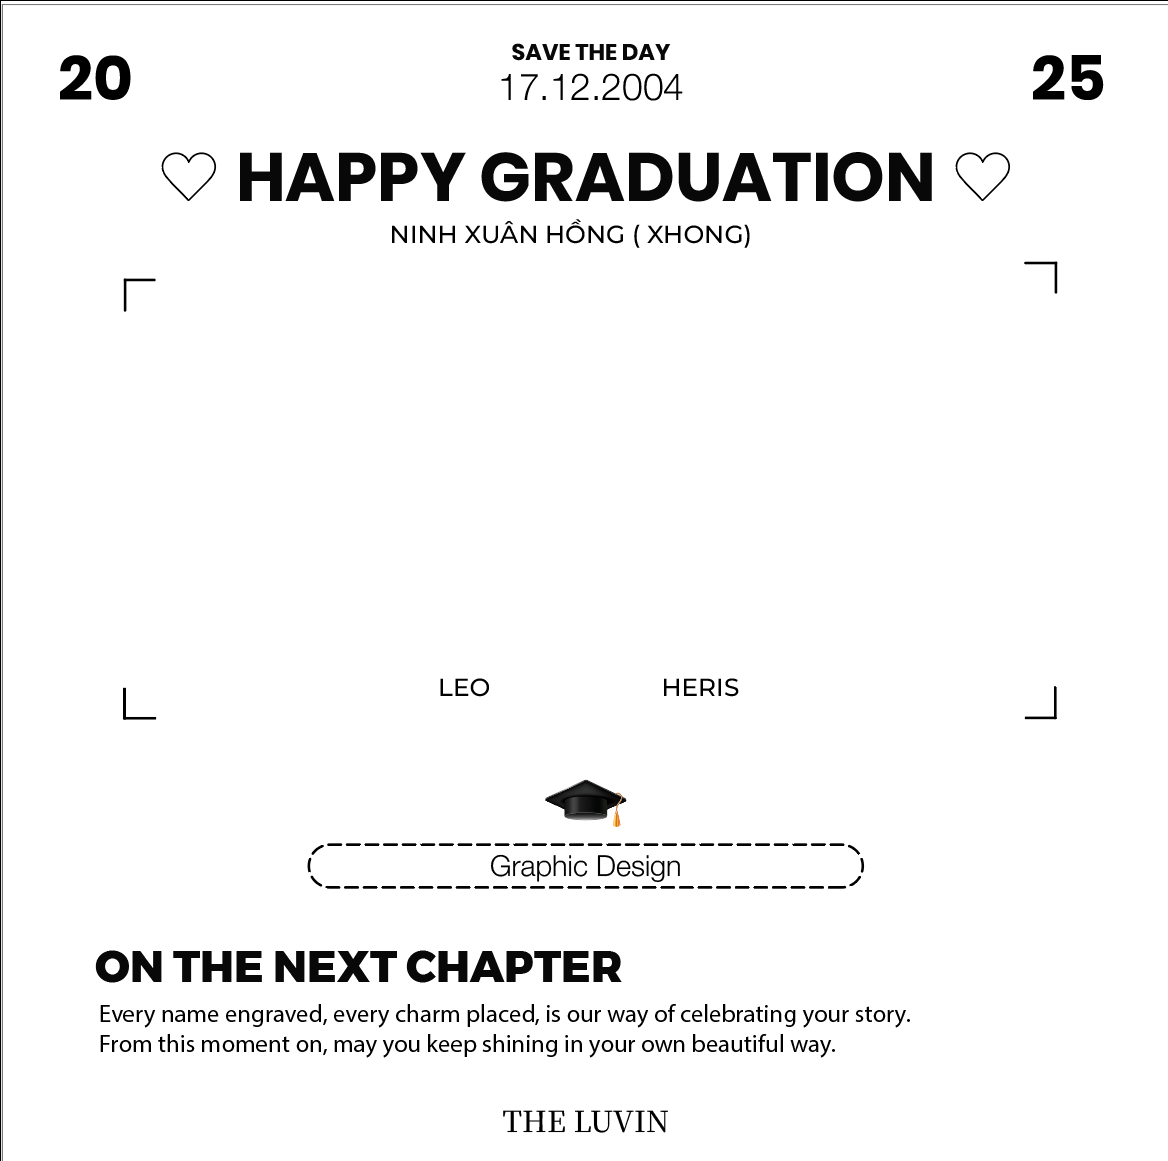 20
SAVE THE DAY
17.12.2004
25
HAPPY GRADUATION
NINH XUÂN HỒNG ( XHONG)
LEO HERIS
Graphic Design
ON THE NEXT CHAPTER
Every name engraved, every charm placed, is our way of celebrating your story.
From this moment on, may you keep shining in your own beautiful way.
THE LUVIN